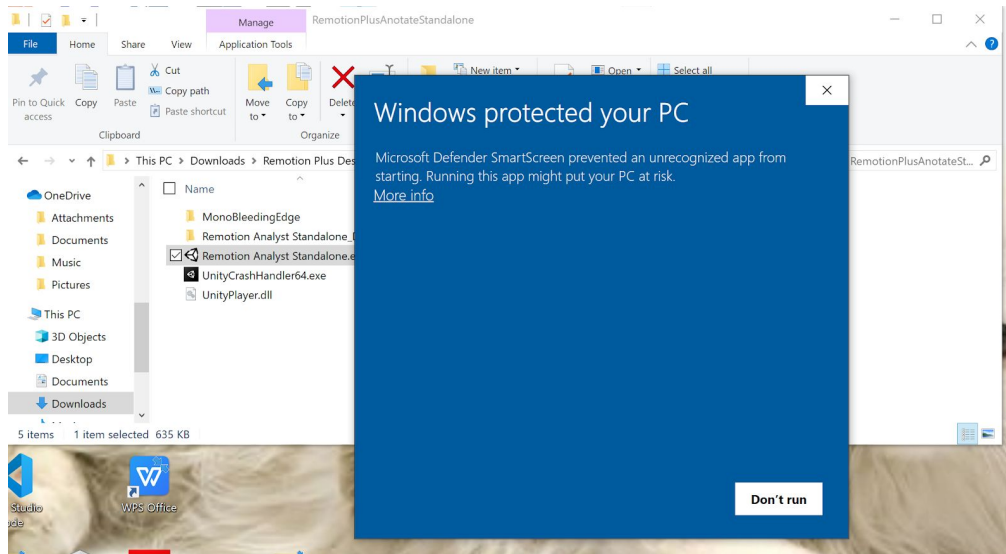 Manage
RemotionPlusAnotateStandalone
File
Home
Share
View
Application Tools
Pin to Quick access
Copy
Paste
Cut
Copy path
Paste shortcut
Clipboard
Move to
Copy to
Delete
Organize
New item
Open
Select all
This PC > Downloads > Remotion Plus Des
RemotionPlusAnotateSt...
OneDrive
Attachments
Documents
Music
Pictures
This PC
3D Objects
Desktop
Documents
Downloads
Name
MonoBleedingEdge
Remotion Analyst Standalone_
Remotion Analyst Standalone.e
UnityCrashHandler64.exe
UnityPlayer.dll
5 items
1 item selected 635 KB
Windows protected your PC
Microsoft Defender SmartScreen prevented an unrecognized app from
starting. Running this app might put your PC at risk.
More info
Don't run
Studio
WPS Office